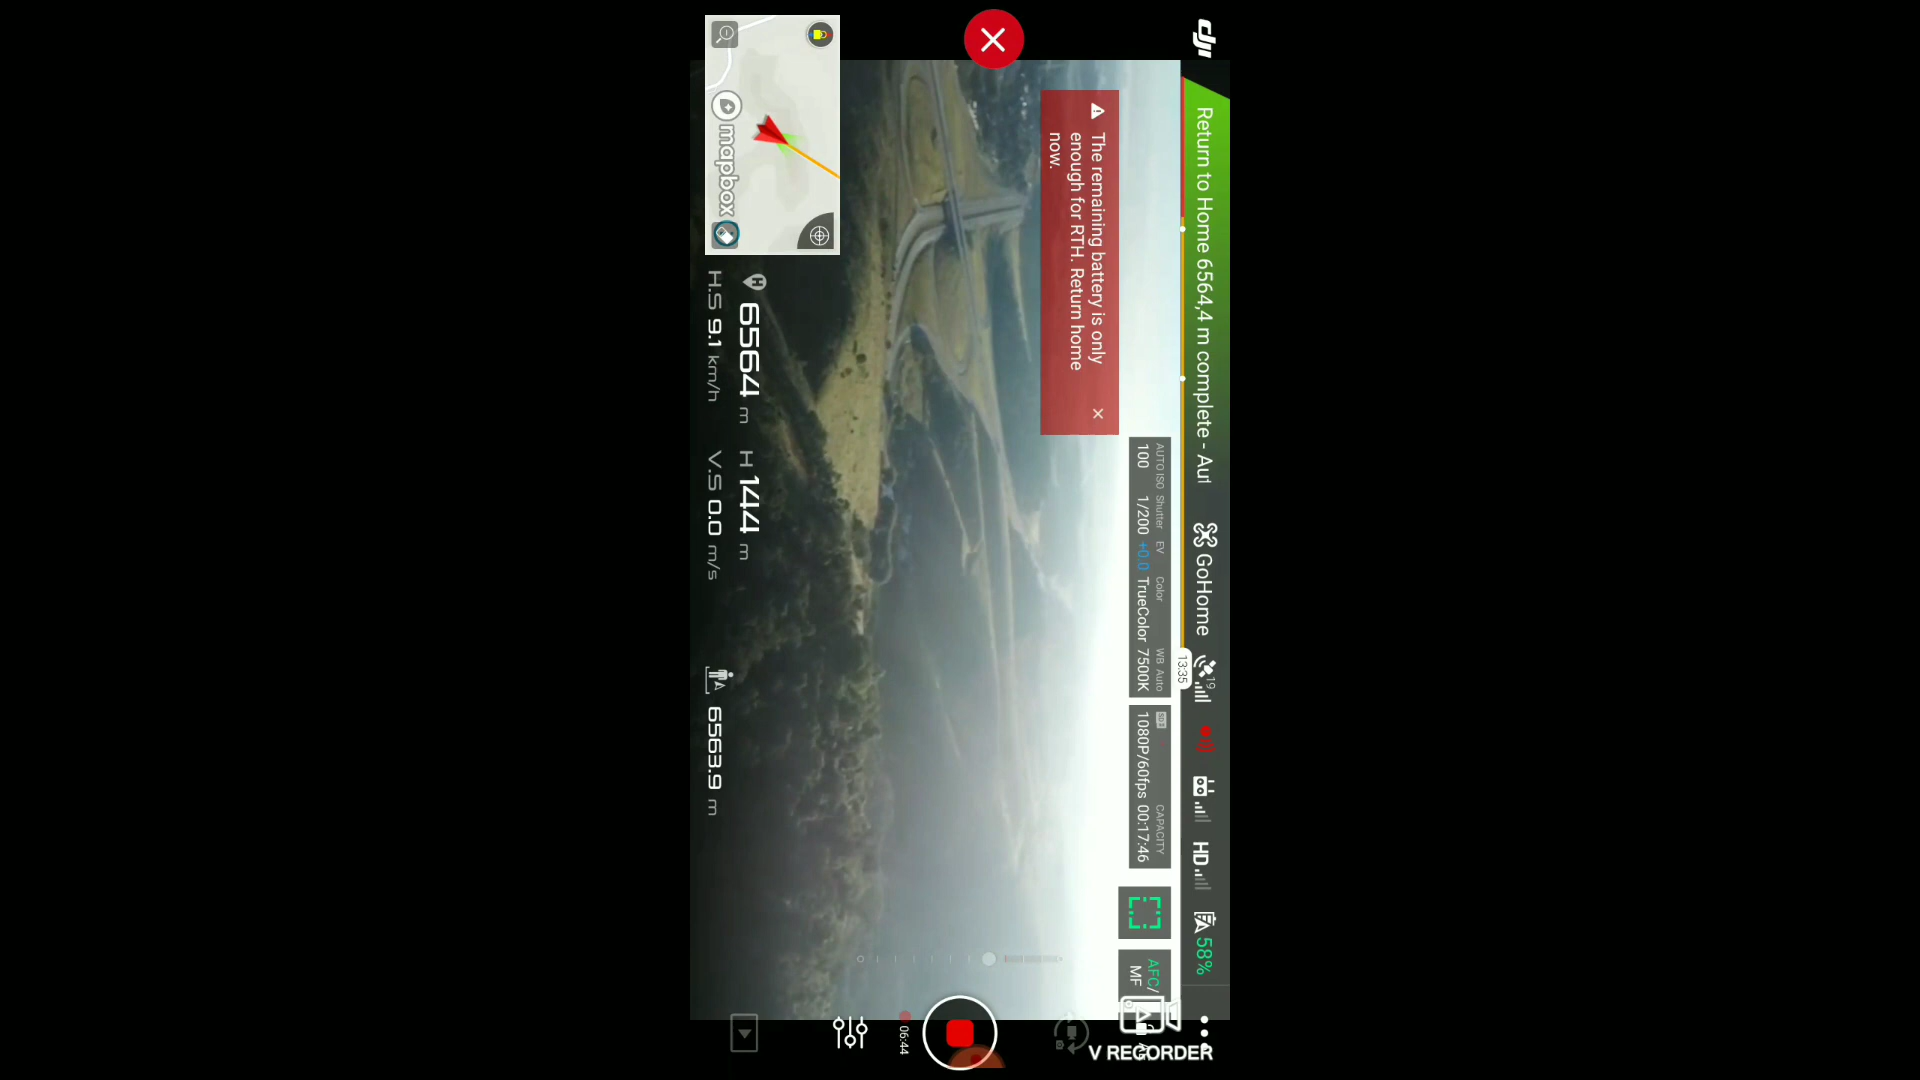 dji
Return to Home 6564,4 m complete - Au
GoHome
19
HD
58%
13:35
The remaining battery is only
enough for RTH. Return home
now.
AUTO ISO Shutter EV Color WB Auto
100 1/200 +0.0 TrueColor 7500K
CAPACITY
1080P/60fps 00:17:46
AFC/
MF
mapbox
H 6564 m H 144 m
H.S 9.1 km/h V.S 0.0 m/s 6563.9 m
06:44
V RECORDER